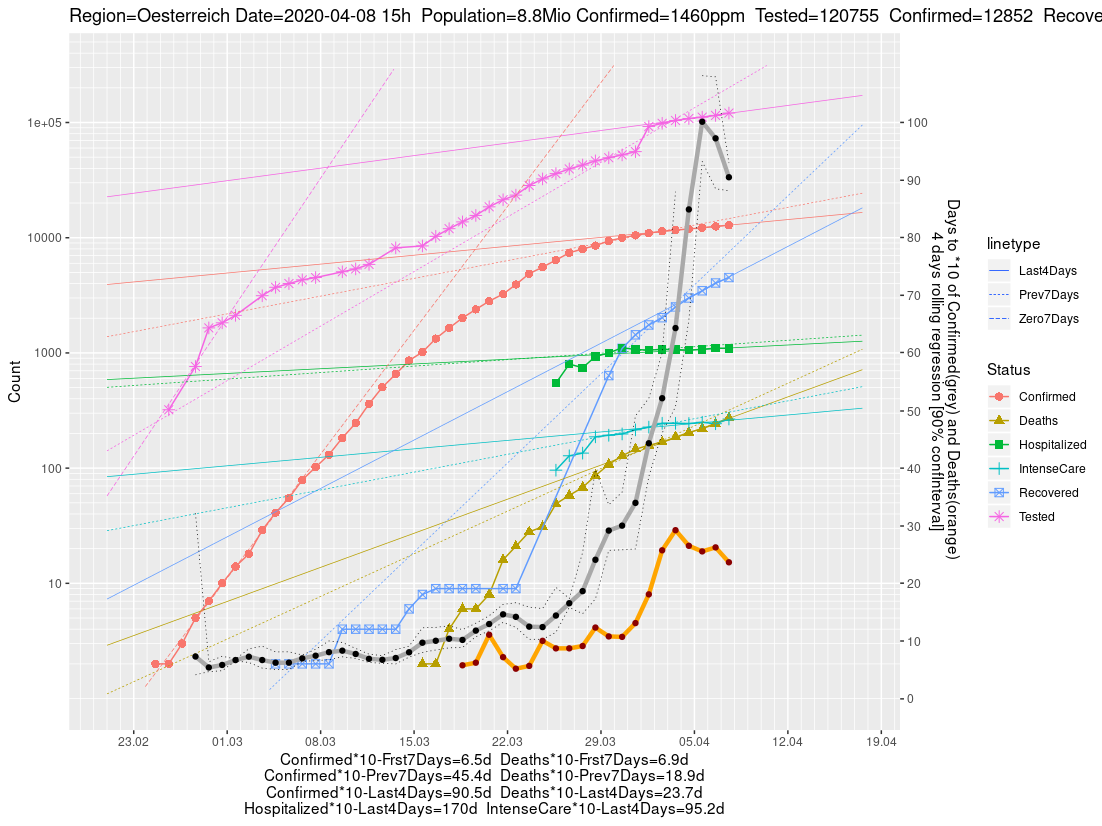 Region=Oesterreich Date=2020-04-08 15h  Population=8.8Mio Confirmed=1460ppm  Tested=120755  Confirmed=12852  Recove
1e+05
10000
1000
100
10
Count
100
90
80
70
60
50
40
30
20
10
0
Days to *10 of Confirmed(grey) and Deaths(orange)
4 days rolling regression [90% confInterval]
23.02
01.03
08.03
15.03
22.03
29.03
05.04
12.04
19.04
Confirmed*10-Frst7Days=6.5d  Deaths*10-Frst7Days=6.9d
Confirmed*10-Prev7Days=45.4d  Deaths*10-Prev7Days=18.9d
Confirmed*10-Last4Days=90.5d  Deaths*10-Last4Days=23.7d
Hospitalized*10-Last4Days=170d  IntenseCare*10-Last4Days=95.2d
linetype
Last4Days
Prev7Days
Zero7Days
Status
Confirmed
Deaths
Hospitalized
IntenseCare
Recovered
Tested